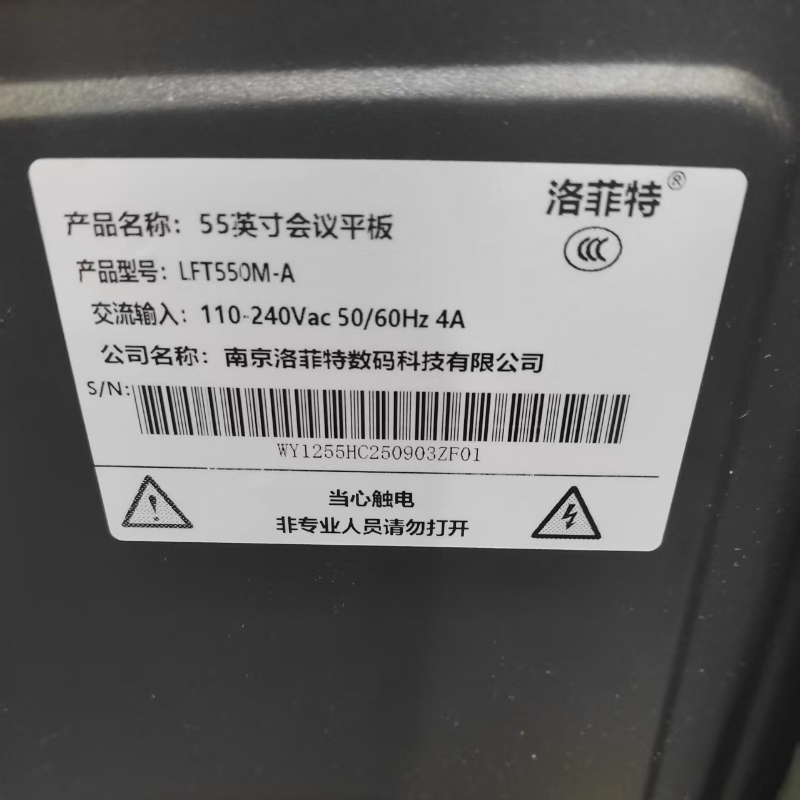 洛菲特®
CCC
产品名称：55英寸会议平板
产品型号：LFT550M-A
交流输入：110-240Vac 50/60Hz 4A
公司名称：南京洛菲特数码科技有限公司
S/N:
WY1255HC250903ZF01
当心触电
非专业人员请勿打开